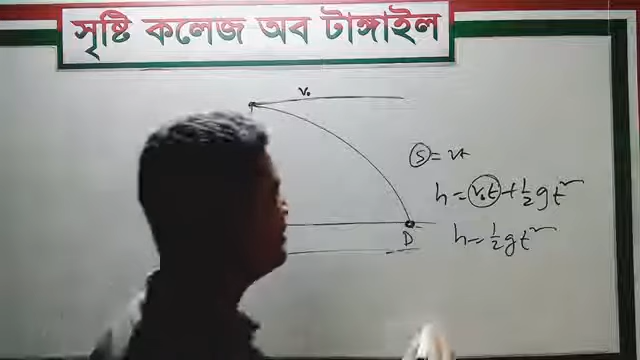 সৃষ্টি কলেজ অব টাঙ্গাইল
v₀
S = vt
h = v₀t + ½gt²
D
h = ½gt²